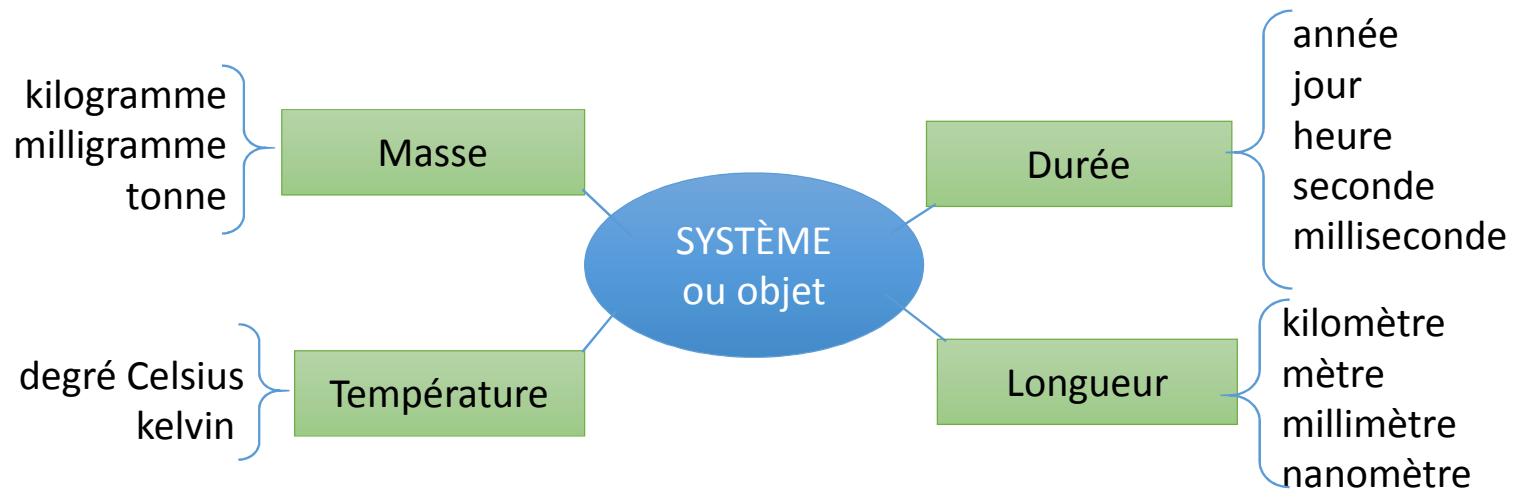 kilogramme
milligramme
tonne
Masse
degré Celsius
kelvin
Température
SYSTÈME
ou objet
Durée
année
jour
heure
seconde
milliseconde
Longueur
kilomètre
mètre
millimètre
nanomètre